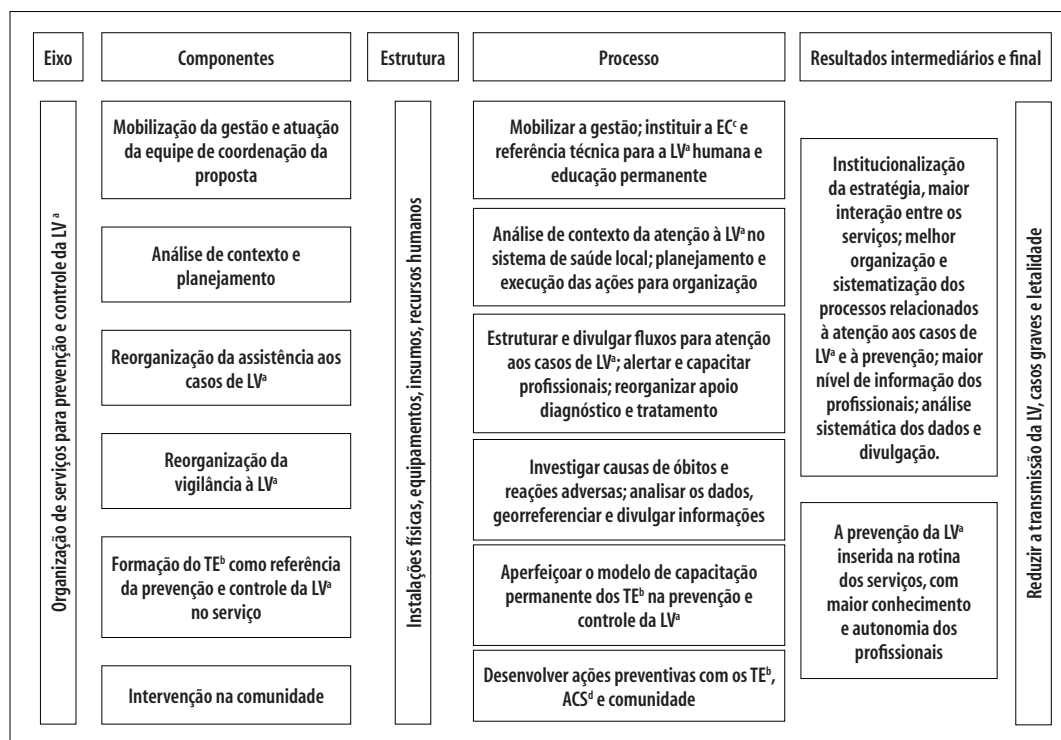 Eixo
Componentes
Estrutura
Processo
Resultados intermediários e final
Organização de serviços para prevenção e controle da LV ᵃ
Mobilização da gestão e atuação
da equipe de coordenação da
proposta
Análise de contexto e
planejamento
Reorganização da assistência aos
casos de LVᵃ
Reorganização da
vigilância à LVᵃ
Formação do TEᵇ como referência
da prevenção e controle da LVᵃ
no serviço
Intervenção na comunidade
Instalações físicas, equipamentos, insumos, recursos humanos
Mobilizar a gestão; instituir a ECᶜ e
referência técnica para a LVᵃ humana e
educação permanente
Análise de contexto da atenção à LVᵃ no
sistema de saúde local; planejamento e
execução das ações para organização
Estruturar e divulgar fluxos para atenção
aos casos de LVᵃ; alertar e capacitar
profissionais; reorganizar apoio
diagnóstico e tratamento
Investigar causas de óbitos e
reações adversas; analisar os dados,
georreferenciar e divulgar informações
Aperfeiçoar o modelo de capacitação
permanente dos TEᵇ na prevenção e
controle da LVᵃ
Desenvolver ações preventivas com os TEᵇ,
ACSᵈ e comunidade
Institucionalização
da estratégia, maior
interação entre os
serviços; melhor
organização e
sistematização dos
processos relacionados
à atenção aos casos de
LVᵃ e à prevenção; maior
nível de informação dos
profissionais; análise
sistemática dos dados e
divulgação.
A prevenção da LVᵃ
inserida na rotina
dos serviços, com
maior conhecimento
e autonomia dos
profissionais
Reduzir a transmissão da LV, casos graves e letalidade